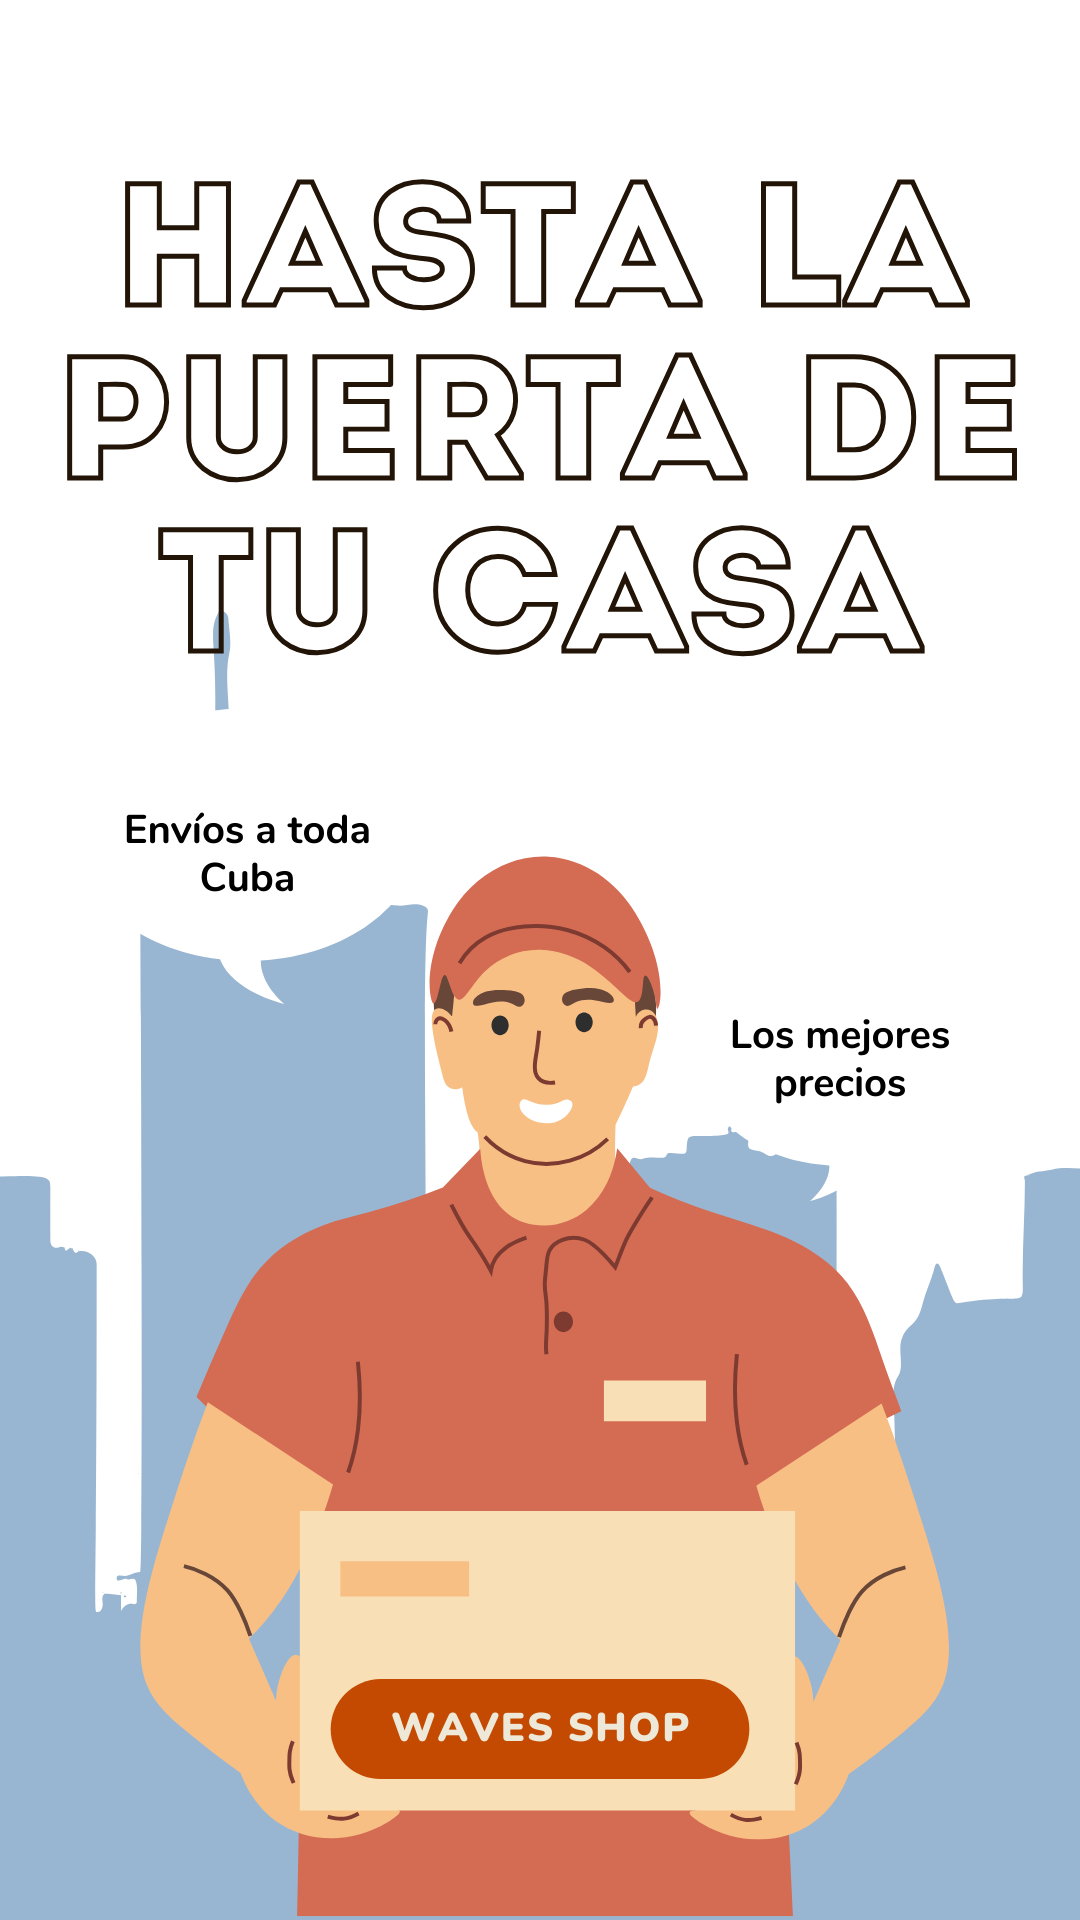 HASTA LA
PUERTA DE
TU CASA
Envíos a toda
Cuba
Los mejores
precios
WAVES SHOP